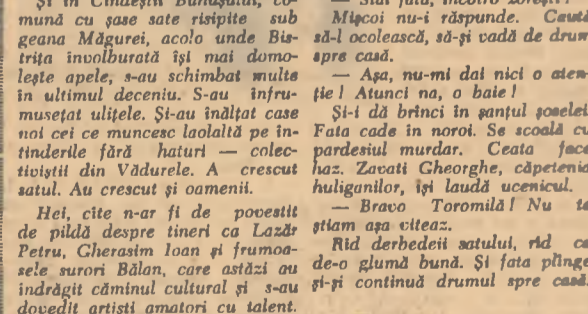 Și în Cîndeștii Bunușului, co-
mună cu șase sate risipite sub
geana Măgurei, acolo unde Bis-
trița involburată își mai domo-
lește apele, s-au schimbat multe
în ultimul deceniu. S-au înfru-
musețat ulițele. Și-au înălțat case
noi cei ce muncesc laolaltă pe în-
tinderile fără haturi — colec-
tiviștii din Vădurele. A crescut
satul. Au crescut și oamenii.
Hei, cîte n-ar fi de povestit
de pildă despre tineri ca Lazăr
Petru, Gherasim Ioan și frumoa-
sele surori Bălan, care astăzi au
îndrăgit căminul cultural și s-au
dovedit artiști amatori cu talent.
— Stai fată, încotro zorești?
Mișcoi nu-i răspunde. Caută
să-l ocolească, să-și vadă de drum
spre casă.
— Așa, nu-mi dai nici o aten-
ție! Atunci na, o baie!
Și-i dă brînci în șanțul șoselei.
Fata cade în noroi. Se scoală cu
pardesiul murdar. Ceata face
haz. Zavati Gheorghe, căpetenia
huliganilor, își laudă ucenicul.
— Bravo Toromilă! Nu te
știam așa viteaz.
Rîd derbedeii satului, rîd ca
de-o glumă bună. Și fata plînge
și-și continuă drumul spre casă.